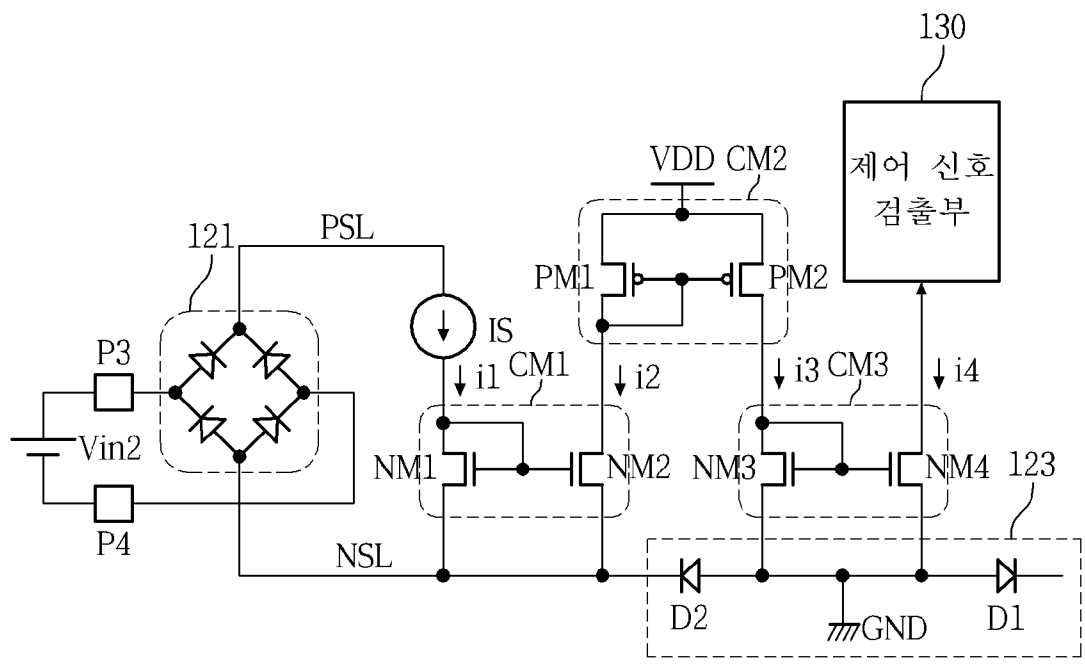 130
제어 신호
검출부
VDD CM2
121
PSL
PM1
PM2
IS
P3
i1
CM1
i2
i3
CM3
i4
Vin2
NM1
NM2
NM3
NM4
123
P4
NSL
D2
GND
D1